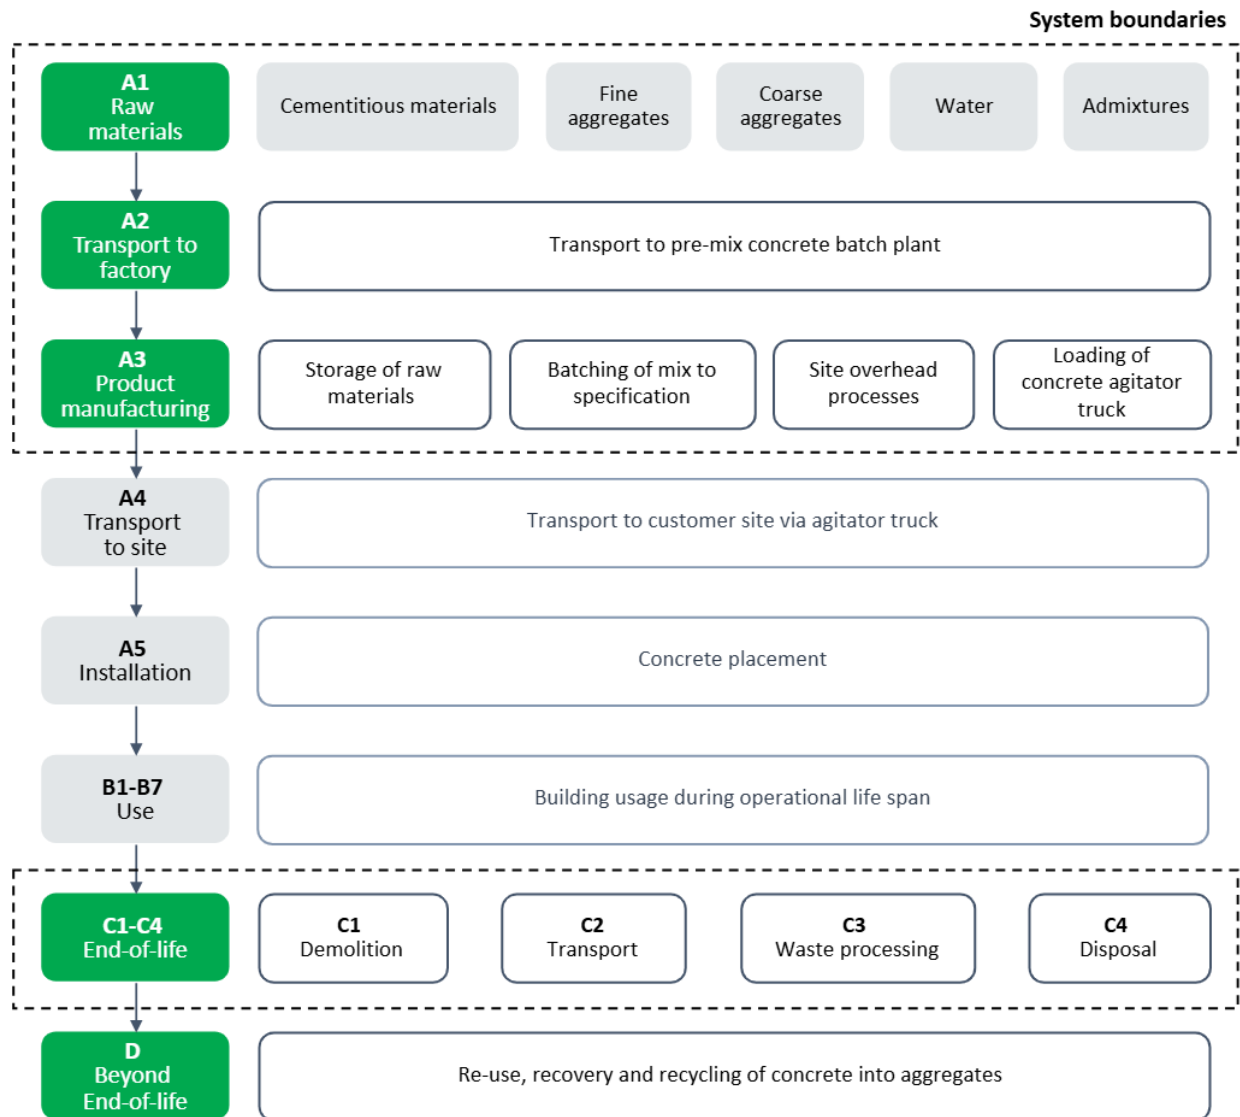 System boundaries
A1
Raw
materials
Cementitious materials
Fine
aggregates
Coarse
aggregates
Water
Admixtures
A2
Transport to
factory
Transport to pre-mix concrete batch plant
A3
Product
manufacturing
Storage of raw
materials
Batching of mix to
specification
Site overhead
processes
Loading of
concrete agitator
truck
A4
Transport
to site
Transport to customer site via agitator truck
A5
Installation
Concrete placement
B1-B7
Use
Building usage during operational life span
C1-C4
End-of-life
C1
Demolition
C2
Transport
C3
Waste processing
C4
Disposal
D
Beyond
End-of-life
Re-use, recovery and recycling of concrete into aggregates